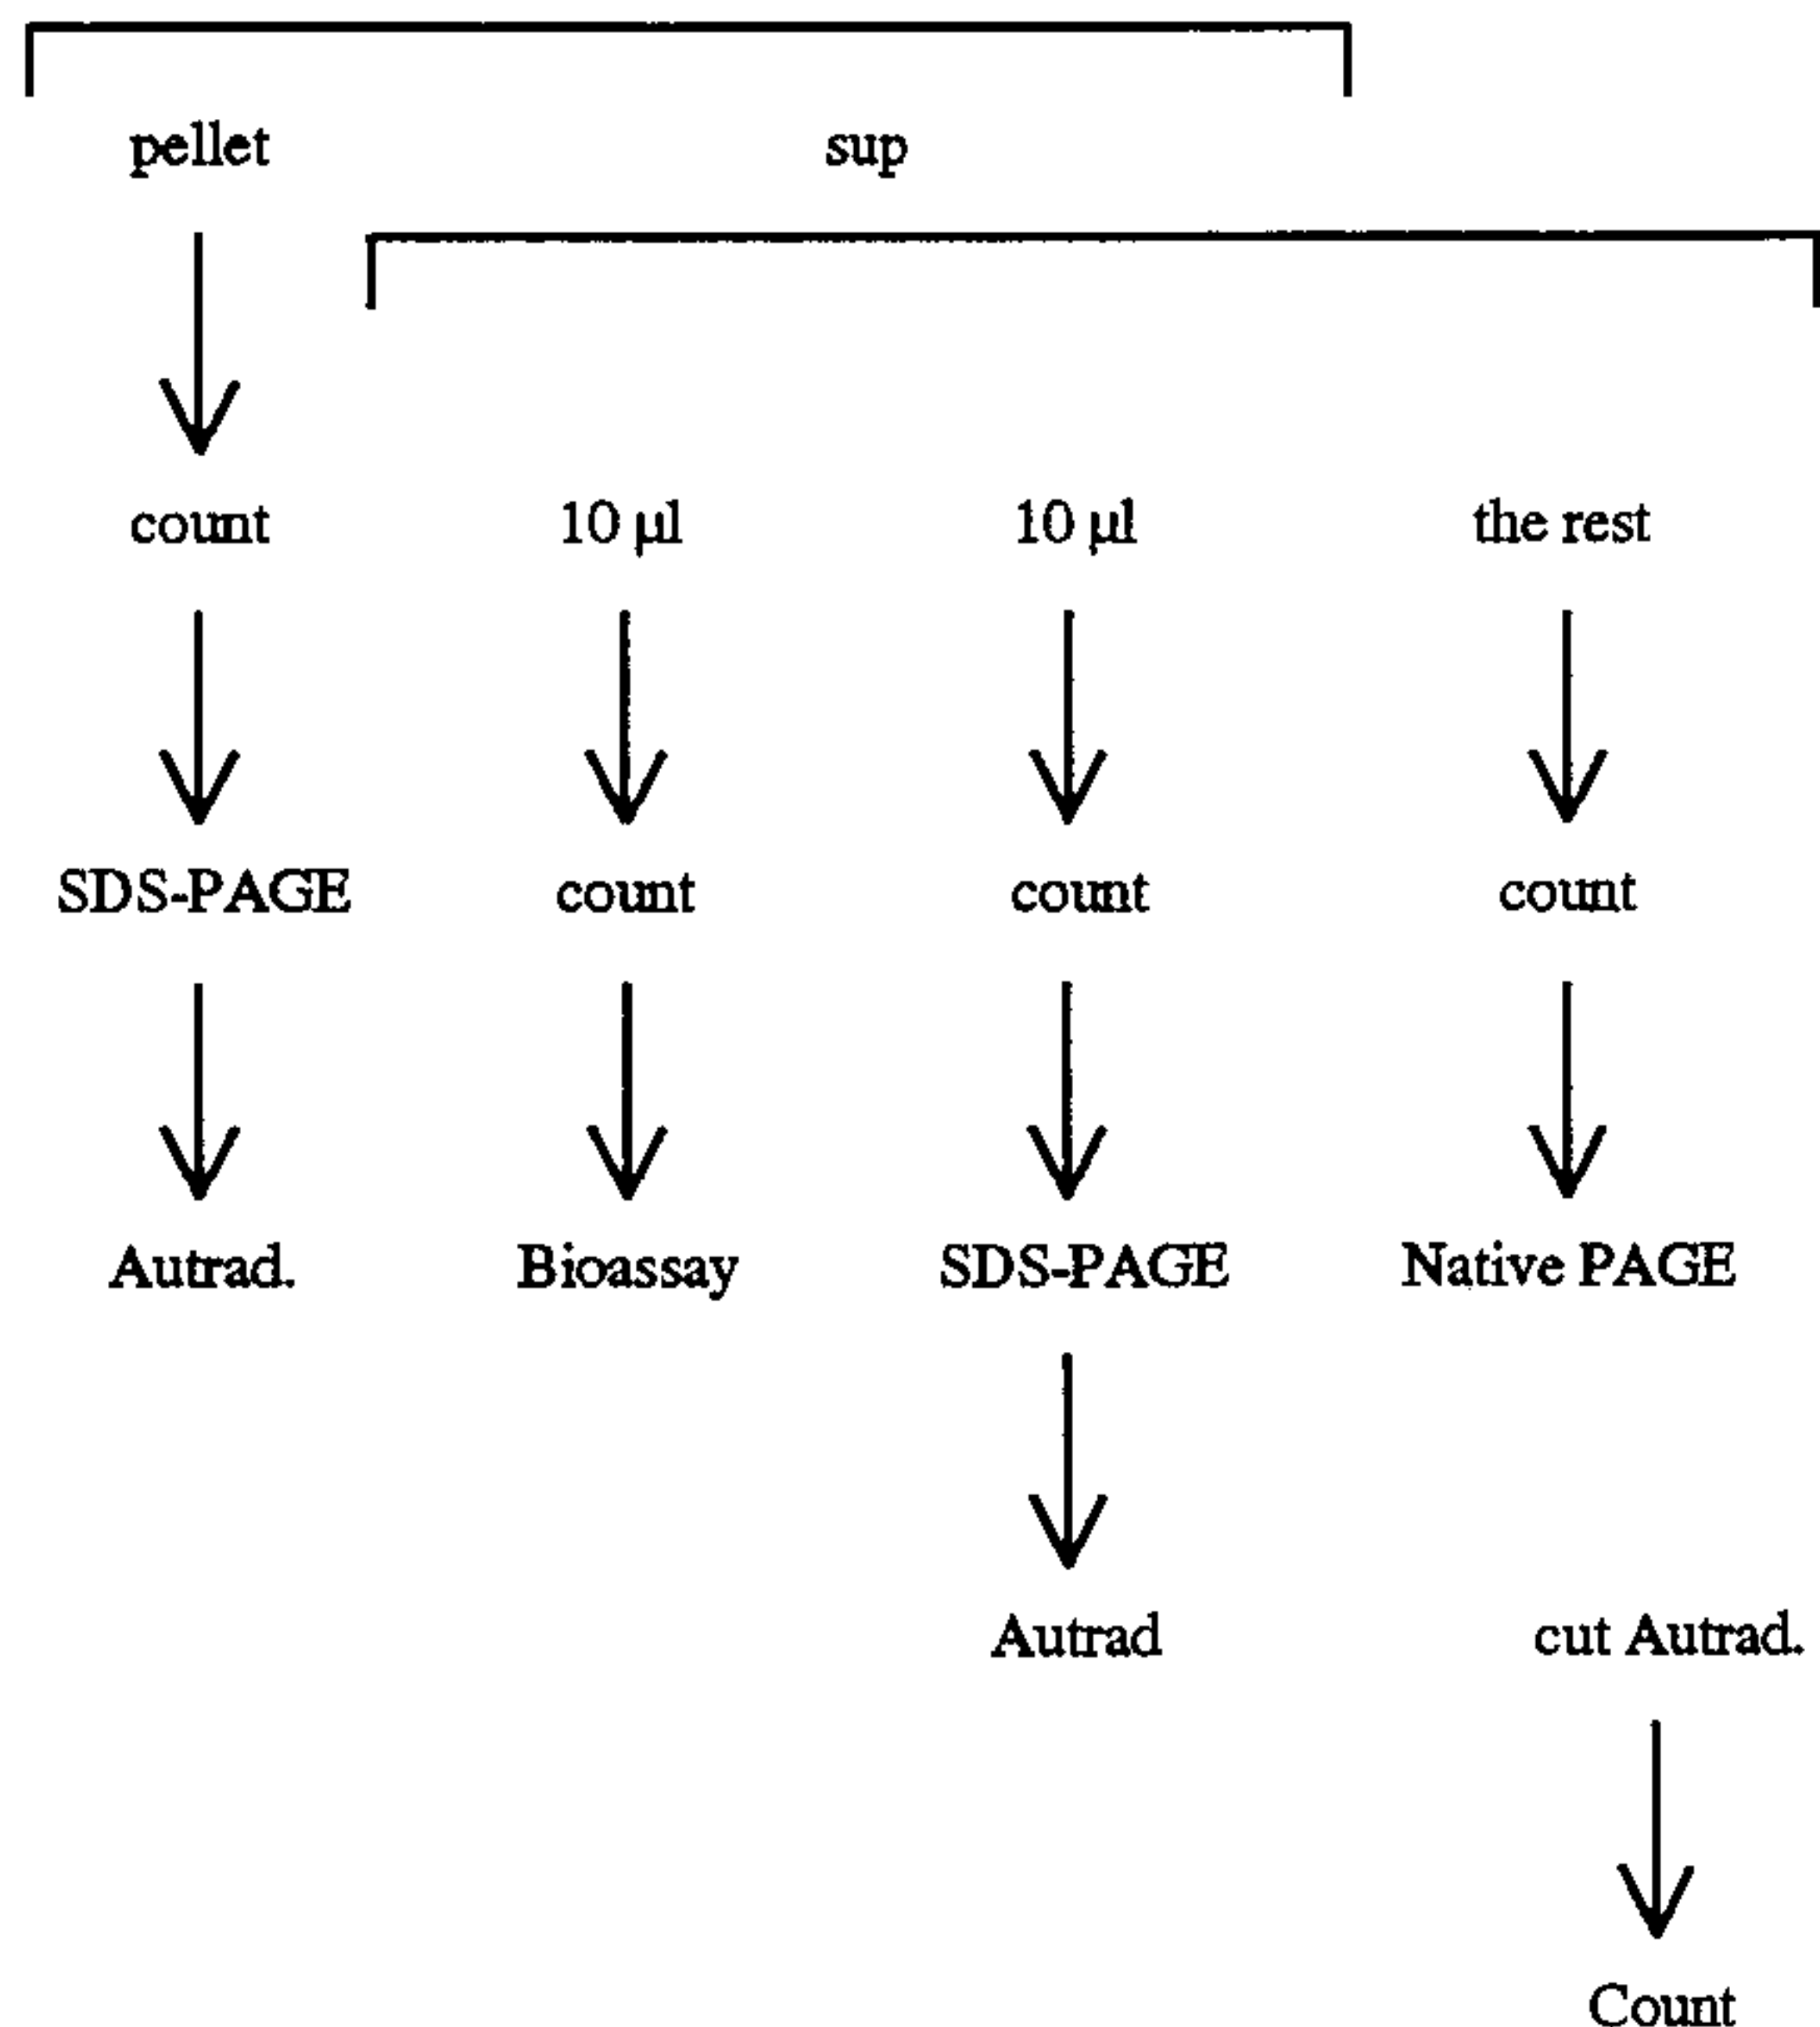 pellet sup
count 10 µl 10 µl the rest
SDS-PAGE count count count
Autrad. Bioassay SDS-PAGE Native PAGE
Autrad cut Autrad.
Count